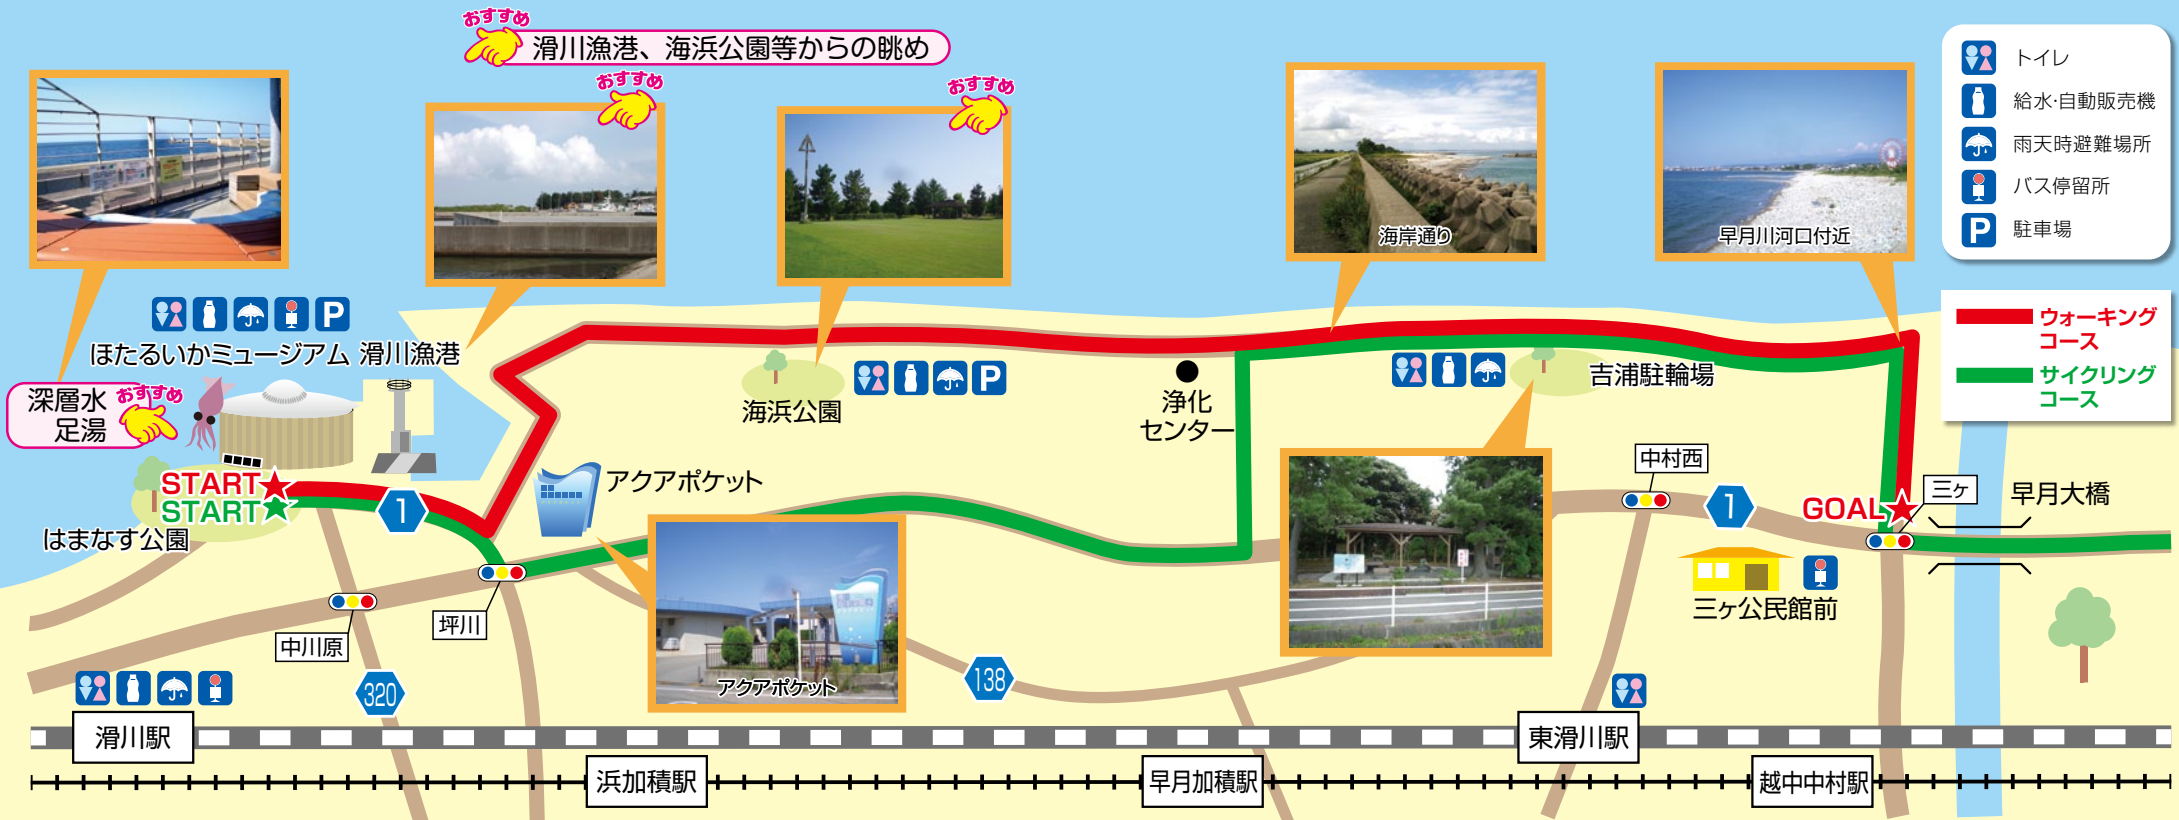 おすすめ
滑川漁港、海浜公園等からの眺め
おすすめ
おすすめ
海岸通り
早月川河口付近
トイレ
給水・自動販売機
雨天時避難場所
バス停留所
P
駐車場
ウォーキング
コース
サイクリング
コース
P
ほたるいかミュージアム
滑川漁港
深層水
足湯
おすすめ
START
START
はまなす公園
1
アクアポケット
海浜公園
P
浄化
センター
吉浦駐輪場
中村西
1
GOAL
三ヶ
早月大橋
三ヶ公民館前
坪川
中川原
320
アクアポケット
138
滑川駅
東滑川駅
浜加積駅
早月加積駅
越中中村駅